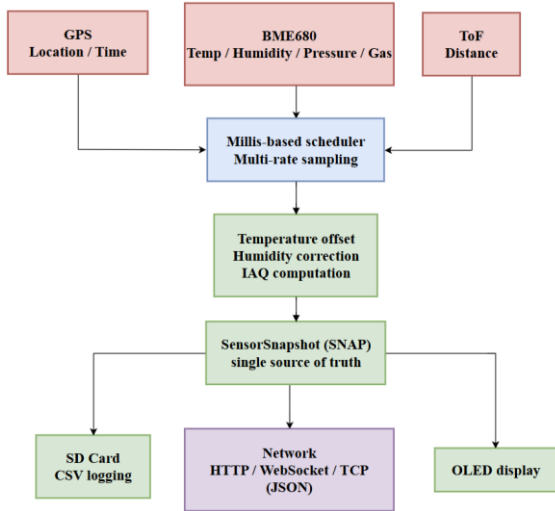 GPS
Location / Time
BME680
Temp / Humidity / Pressure / Gas
ToF
Distance
Millis-based scheduler
Multi-rate sampling
Temperature offset
Humidity correction
IAQ computation
SensorSnapshot (SNAP)
single source of truth
SD Card
CSV logging
Network
HTTP / WebSocket / TCP
(JSON)
OLED display